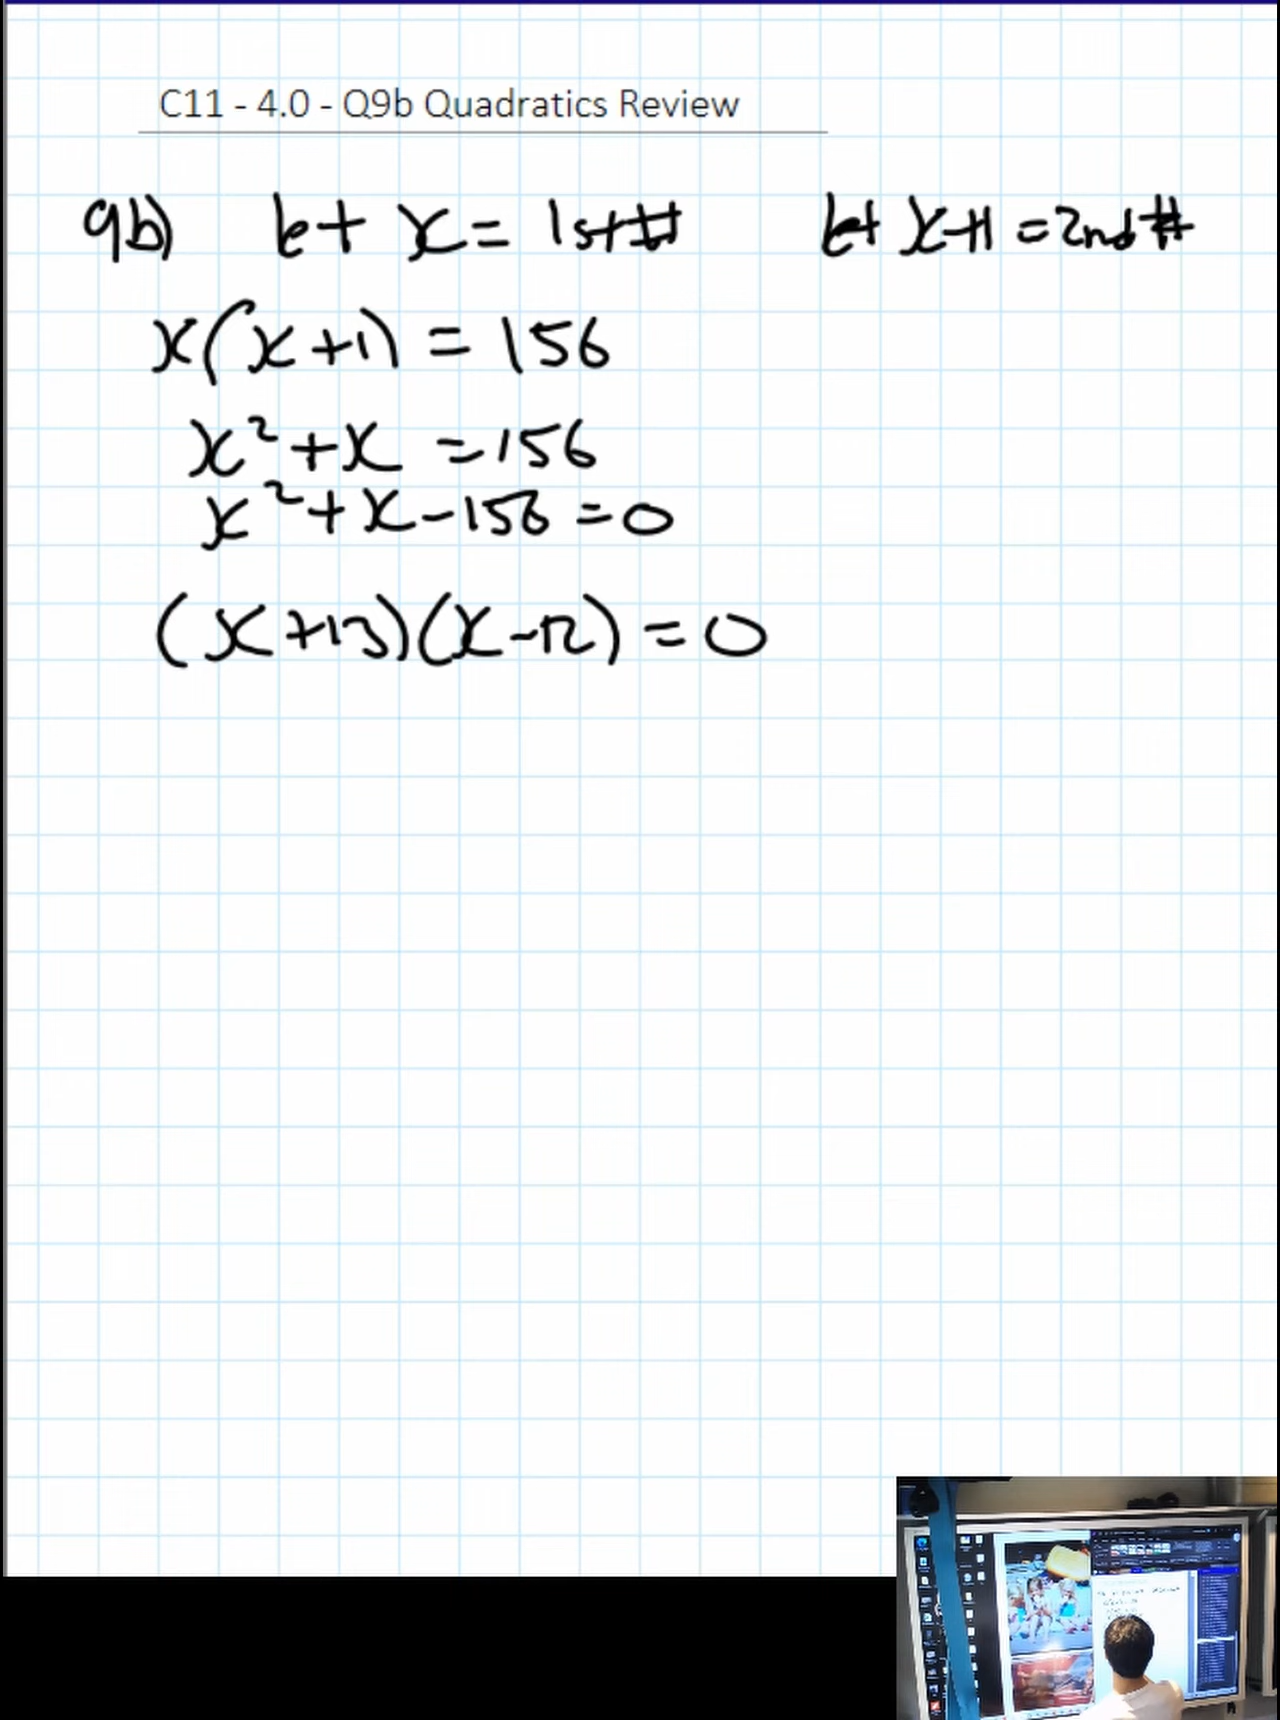 C11 - 4.0 - Q9b Quadratics Review
9b) let x = 1st # let x+1 = 2nd #
x(x+1) = 156
x²+x = 156
x²+x-156 = 0
(x+13)(x-12) = 0